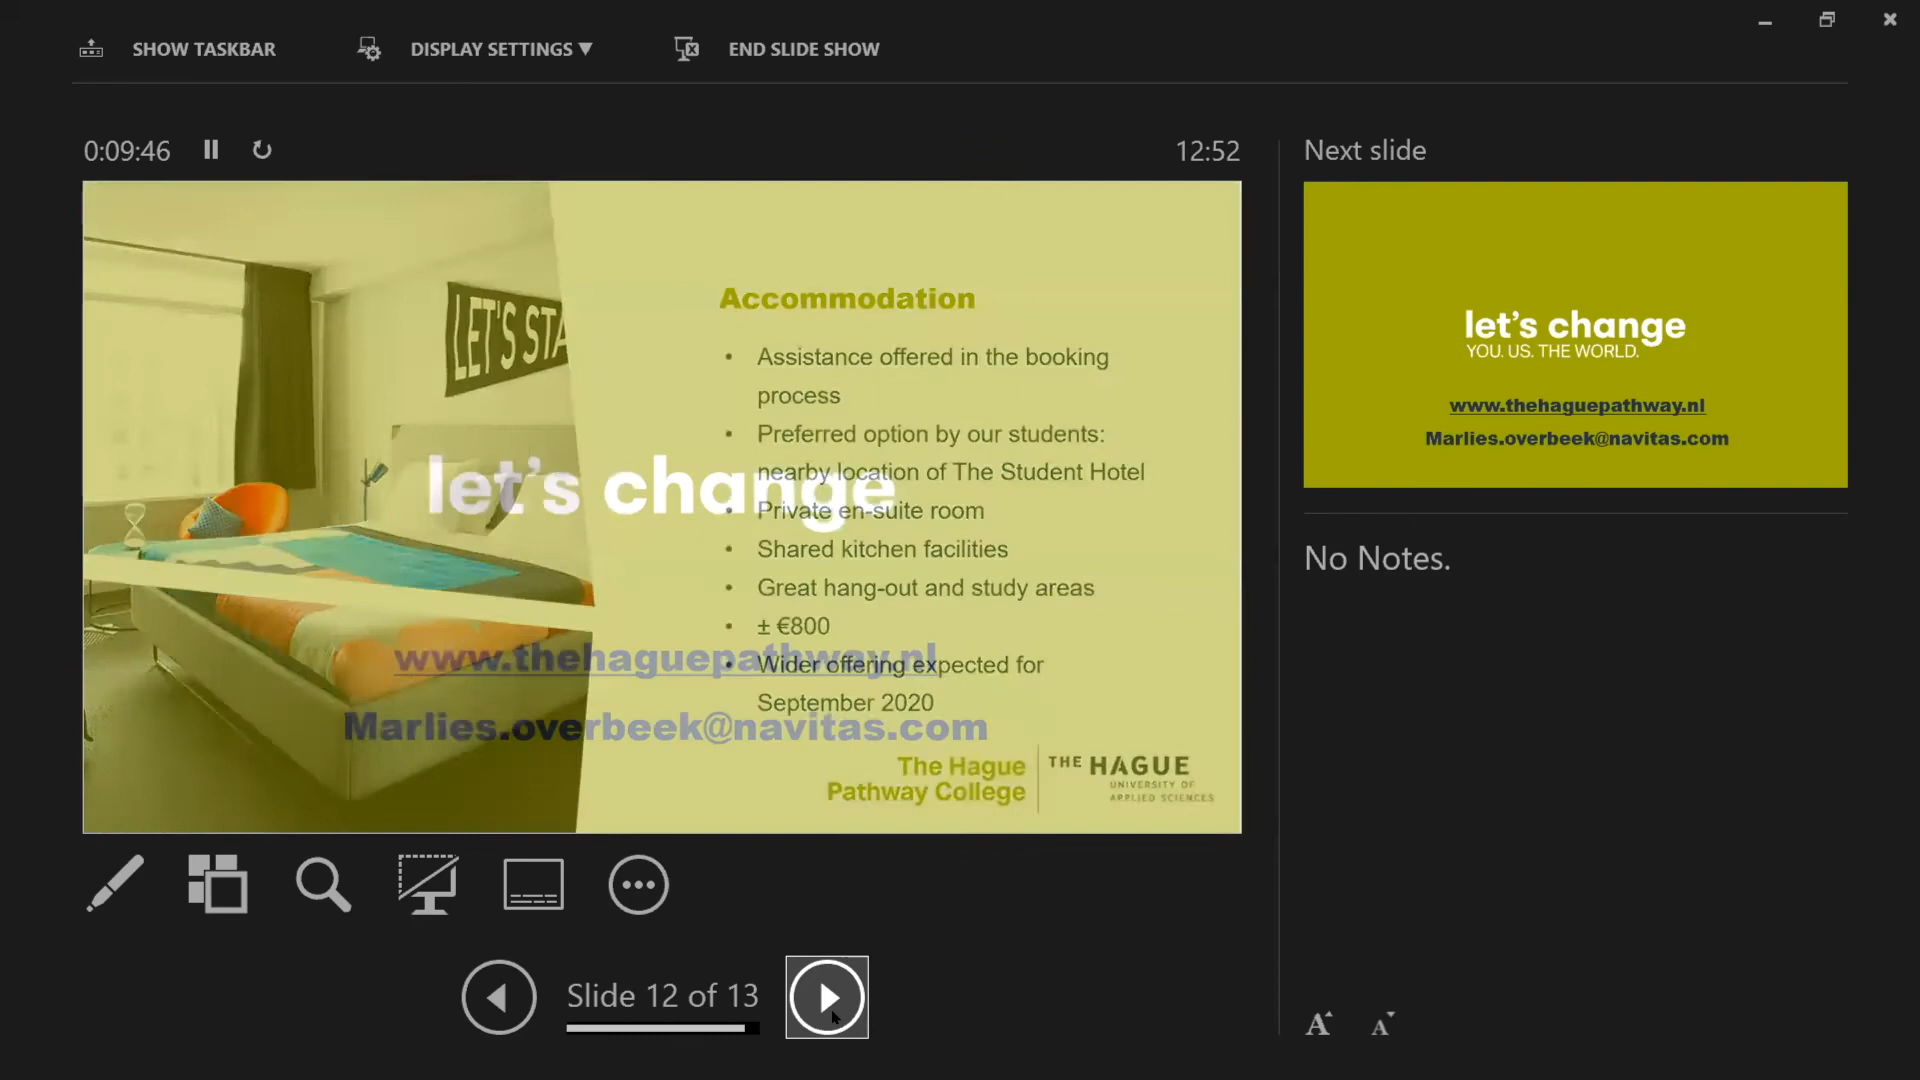 SHOW TASKBAR
DISPLAY SETTINGS ▼
END SLIDE SHOW
0:09:46
12:52
LET'S STA
Accommodation
• Assistance offered in the booking
process
• Preferred option by our students:
nearby location of The Student Hotel
let's change
• Private en-suite room
• Shared kitchen facilities
• Great hang-out and study areas
• ± €800
www.thehaguepathway.nl
• Wider offering expected for
September 2020
Marlies.overbeek@navitas.com
The Hague
Pathway College
THE HAGUE
UNIVERSITY OF
APPLIED SCIENCES
Slide 12 of 13
Next slide
let's change
YOU. US. THE WORLD.
www.thehaguepathway.nl
Marlies.overbeek@navitas.com
No Notes.
A
A